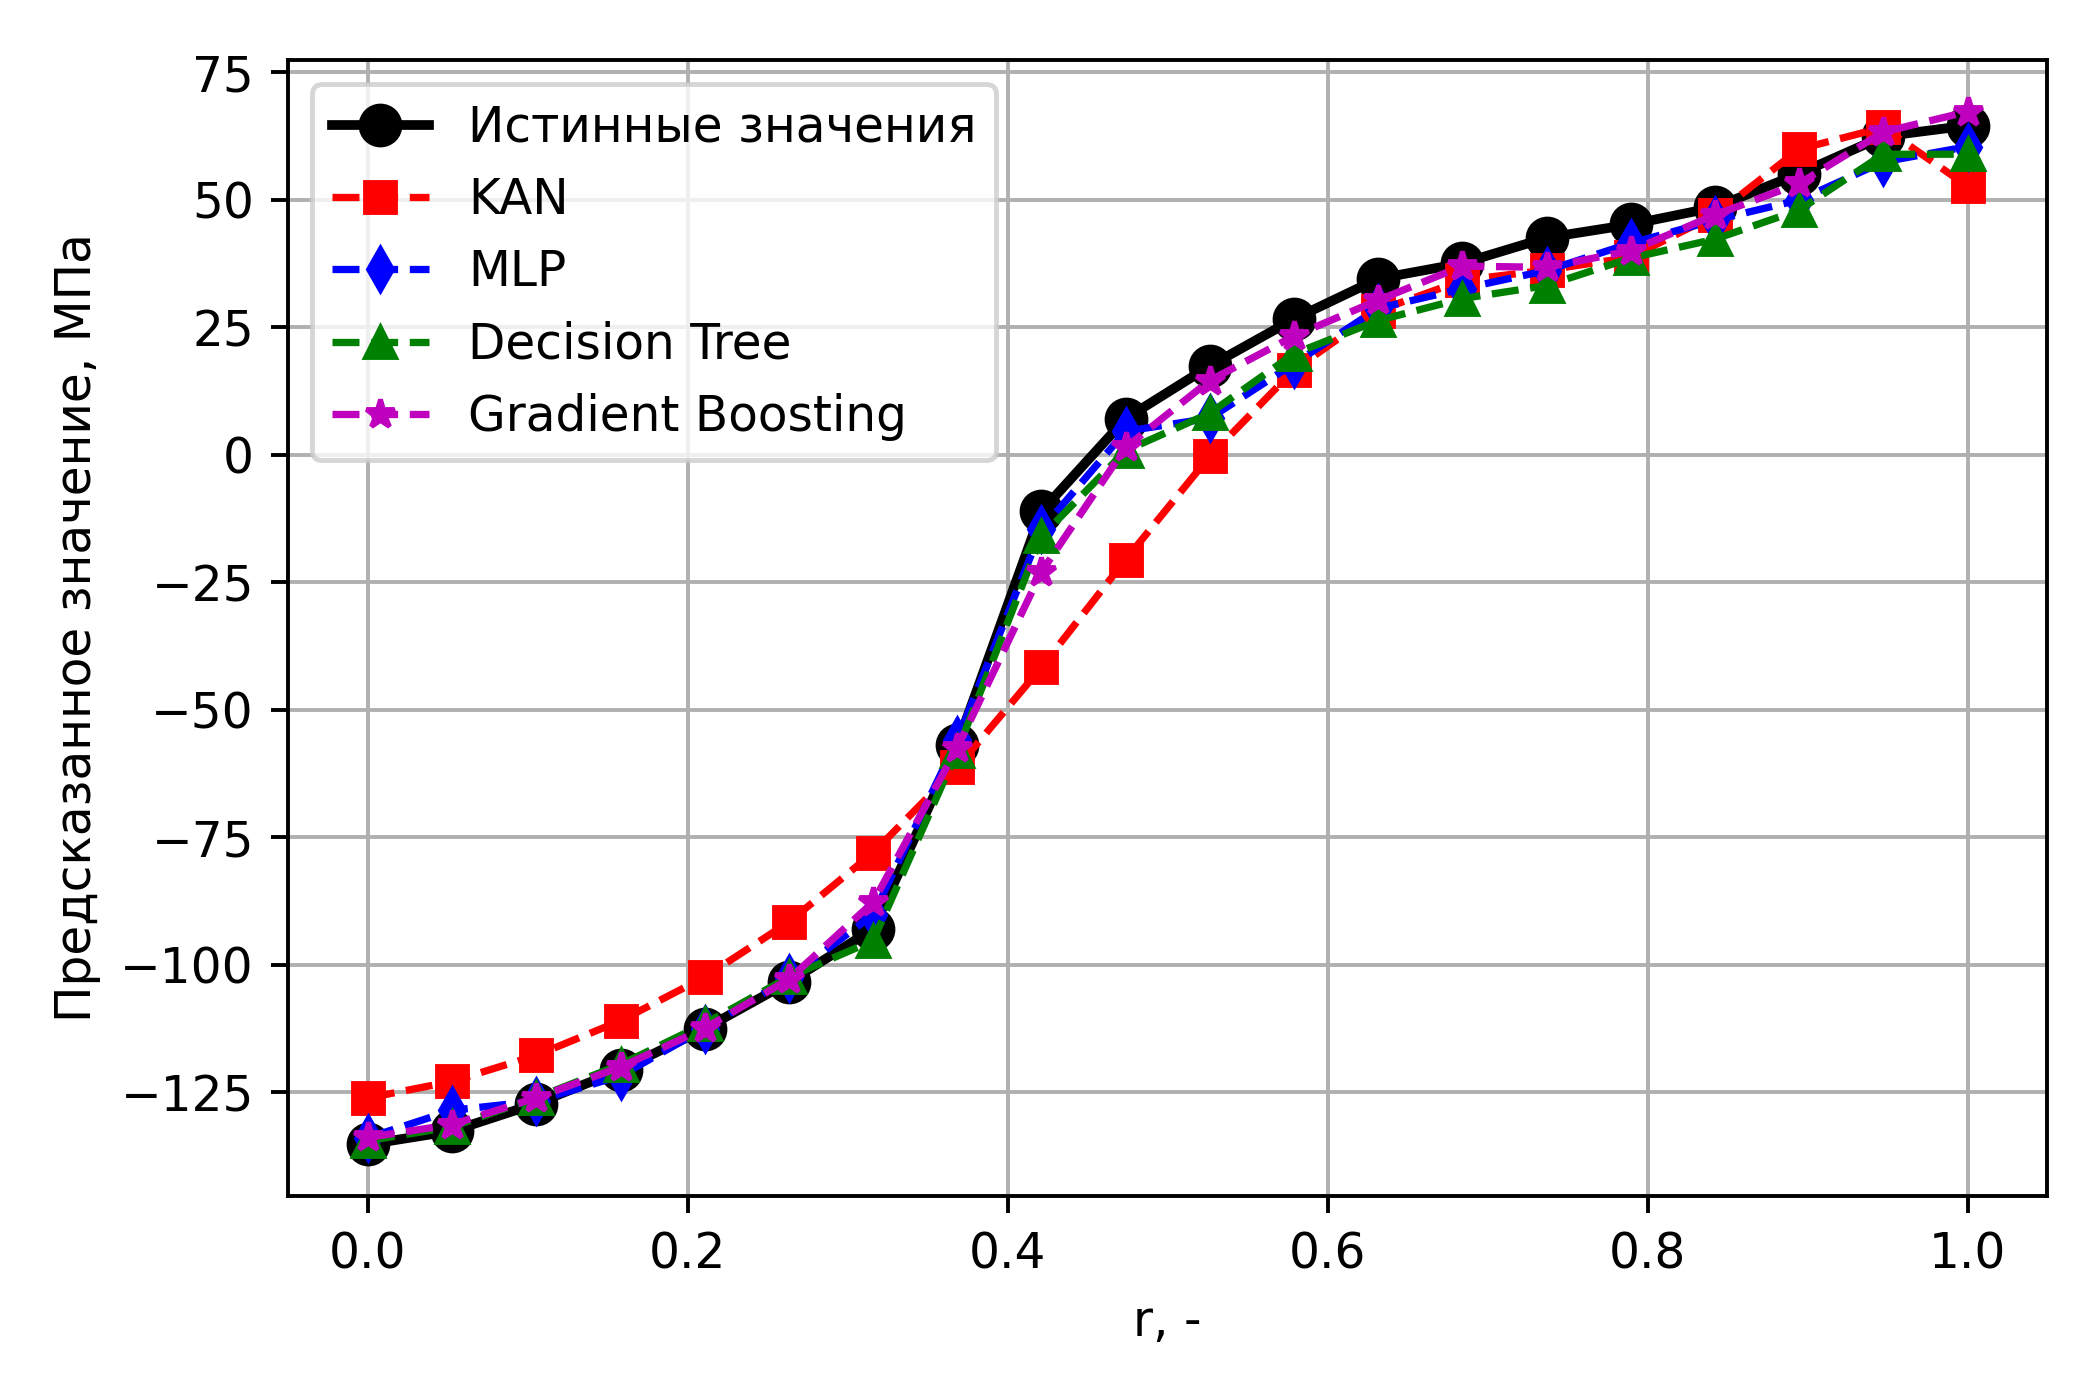 75
50
25
0
−25
−50
−75
−100
−125
Предсказанное значение, МПа
Истинные значения
KAN
MLP
Decision Tree
Gradient Boosting
0.0 0.2 0.4 0.6 0.8 1.0
r, -